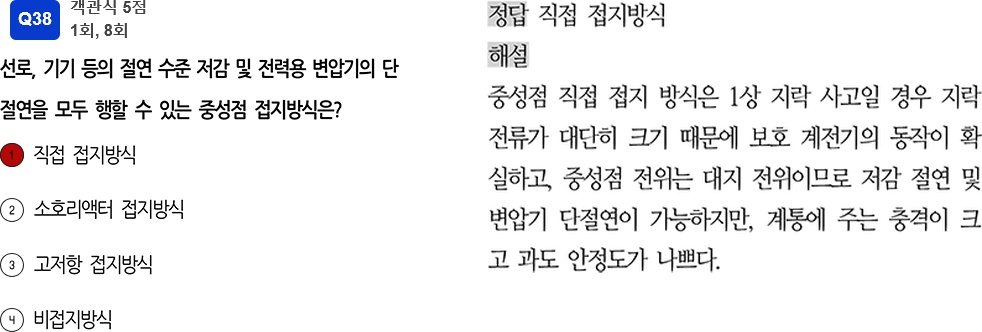 Q38
객관식 5점
1회, 8회
선로, 기기 등의 절연 수준 저감 및 전력용 변압기의 단
절연을 모두 행할 수 있는 중성점 접지방식은?
1 직접 접지방식
2 소호리액터 접지방식
3 고저항 접지방식
4 비접지방식
정답 직접 접지방식
해설
중성점 직접 접지 방식은 1상 지락 사고일 경우 지락
전류가 대단히 크기 때문에 보호 계전기의 동작이 확
실하고, 중성점 전위는 대지 전위이므로 저감 절연 및
변압기 단절연이 가능하지만, 계통에 주는 충격이 크
고 과도 안정도가 나쁘다.